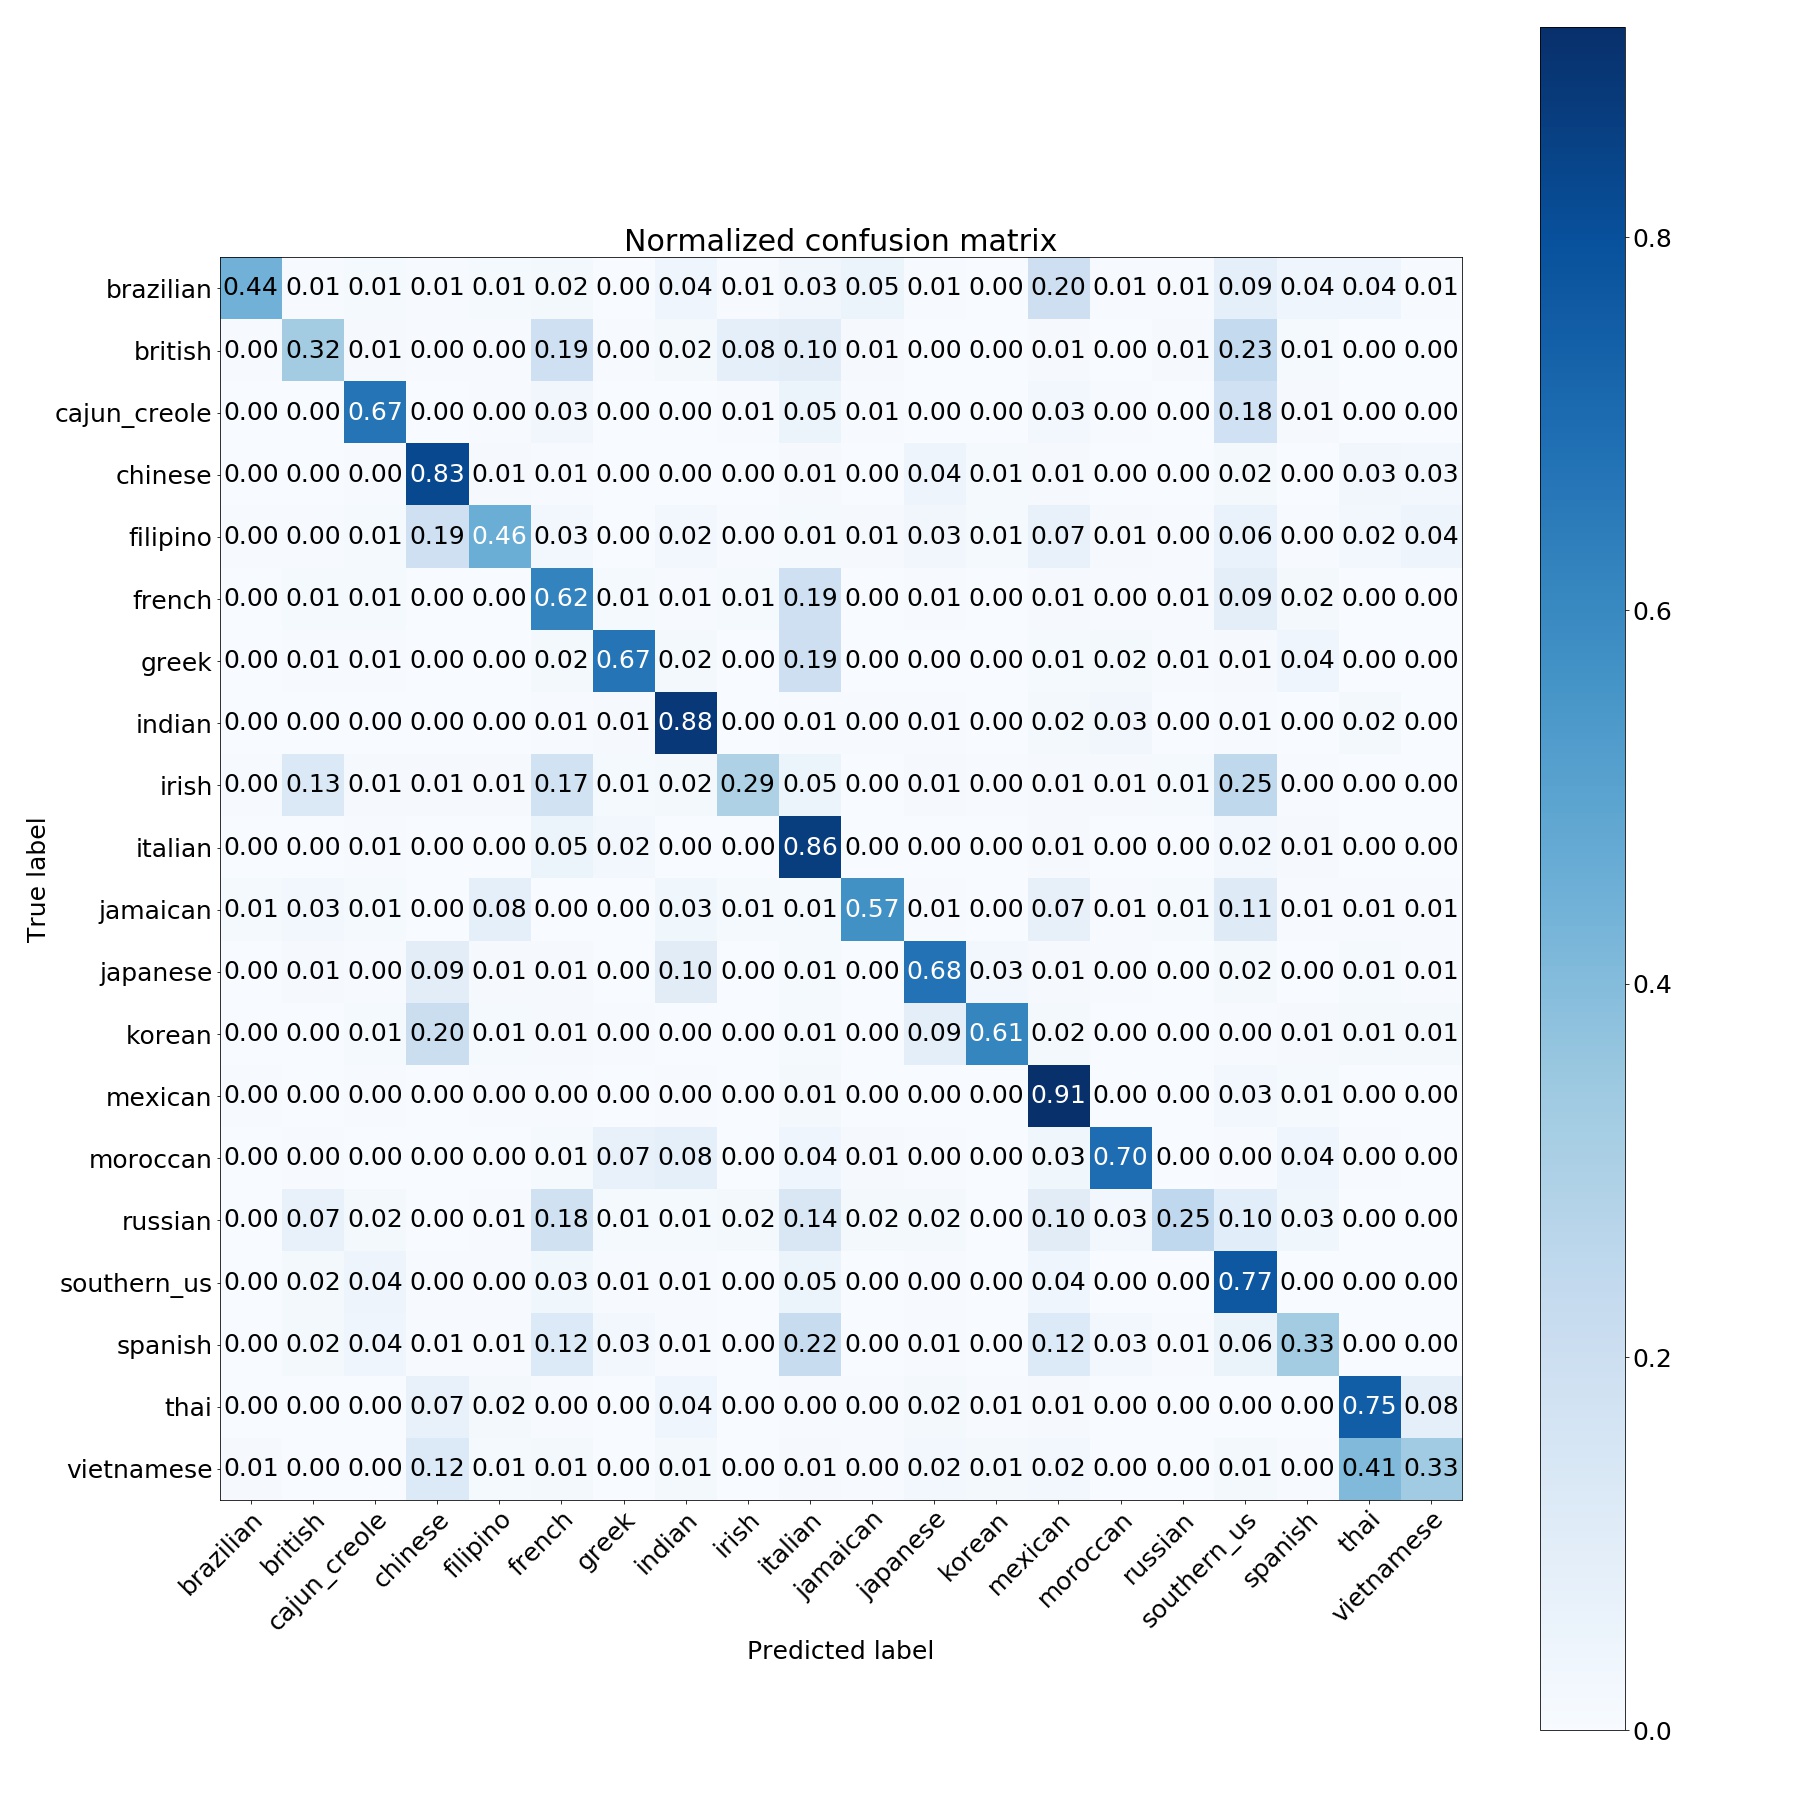 Normalized confusion matrix
brazilian 0.44 0.01 0.01 0.01 0.01 0.02 0.00 0.04 0.01 0.03 0.05 0.01 0.00 0.20 0.01 0.01 0.09 0.04 0.04 0.01
british 0.00 0.32 0.01 0.00 0.00 0.19 0.00 0.02 0.08 0.10 0.01 0.00 0.00 0.01 0.00 0.01 0.23 0.01 0.00 0.00
cajun_creole 0.00 0.00 0.67 0.00 0.00 0.03 0.00 0.00 0.01 0.05 0.01 0.00 0.00 0.03 0.00 0.00 0.18 0.01 0.00 0.00
chinese 0.00 0.00 0.00 0.83 0.01 0.01 0.00 0.00 0.00 0.01 0.00 0.04 0.01 0.01 0.00 0.00 0.02 0.00 0.03 0.03
filipino 0.00 0.00 0.01 0.19 0.46 0.03 0.00 0.02 0.00 0.01 0.01 0.03 0.01 0.07 0.01 0.00 0.06 0.00 0.02 0.04
french 0.00 0.01 0.01 0.00 0.00 0.62 0.01 0.01 0.01 0.19 0.00 0.01 0.00 0.01 0.00 0.01 0.09 0.02 0.00 0.00
greek 0.00 0.01 0.01 0.00 0.00 0.02 0.67 0.02 0.00 0.19 0.00 0.00 0.00 0.01 0.02 0.01 0.01 0.04 0.00 0.00
indian 0.00 0.00 0.00 0.00 0.00 0.01 0.01 0.88 0.00 0.01 0.00 0.01 0.00 0.02 0.03 0.00 0.01 0.00 0.02 0.00
irish 0.00 0.13 0.01 0.01 0.01 0.17 0.01 0.02 0.29 0.05 0.00 0.01 0.00 0.01 0.01 0.01 0.25 0.00 0.00 0.00
italian 0.00 0.00 0.01 0.00 0.00 0.05 0.02 0.00 0.00 0.86 0.00 0.00 0.00 0.01 0.00 0.00 0.02 0.01 0.00 0.00
jamaican 0.01 0.03 0.01 0.00 0.08 0.00 0.00 0.03 0.01 0.01 0.57 0.01 0.00 0.07 0.01 0.01 0.11 0.01 0.01 0.01
japanese 0.00 0.01 0.00 0.09 0.01 0.01 0.00 0.10 0.00 0.01 0.00 0.68 0.03 0.01 0.00 0.00 0.02 0.00 0.01 0.01
korean 0.00 0.00 0.01 0.20 0.01 0.01 0.00 0.00 0.00 0.01 0.00 0.09 0.61 0.02 0.00 0.00 0.00 0.01 0.01 0.01
mexican 0.00 0.00 0.00 0.00 0.00 0.00 0.00 0.00 0.00 0.01 0.00 0.00 0.00 0.91 0.00 0.00 0.03 0.01 0.00 0.00
moroccan 0.00 0.00 0.00 0.00 0.00 0.01 0.07 0.08 0.00 0.04 0.01 0.00 0.00 0.03 0.70 0.00 0.00 0.04 0.00 0.00
russian 0.00 0.07 0.02 0.00 0.01 0.18 0.01 0.01 0.02 0.14 0.02 0.02 0.00 0.10 0.03 0.25 0.10 0.03 0.00 0.00
southern_us 0.00 0.02 0.04 0.00 0.00 0.03 0.01 0.01 0.00 0.05 0.00 0.00 0.00 0.04 0.00 0.00 0.77 0.00 0.00 0.00
spanish 0.00 0.02 0.04 0.01 0.01 0.12 0.03 0.01 0.00 0.22 0.00 0.01 0.00 0.12 0.03 0.01 0.06 0.33 0.00 0.00
thai 0.00 0.00 0.00 0.07 0.02 0.00 0.00 0.04 0.00 0.00 0.00 0.02 0.01 0.01 0.00 0.00 0.00 0.00 0.75 0.08
vietnamese 0.01 0.00 0.00 0.12 0.01 0.01 0.00 0.01 0.00 0.01 0.00 0.02 0.01 0.02 0.00 0.00 0.01 0.00 0.41 0.33
True label
brazilian british cajun_creole chinese filipino french greek indian irish italian jamaican japanese korean mexican moroccan russian southern_us spanish thai vietnamese
Predicted label
0.8
0.6
0.4
0.2
0.0